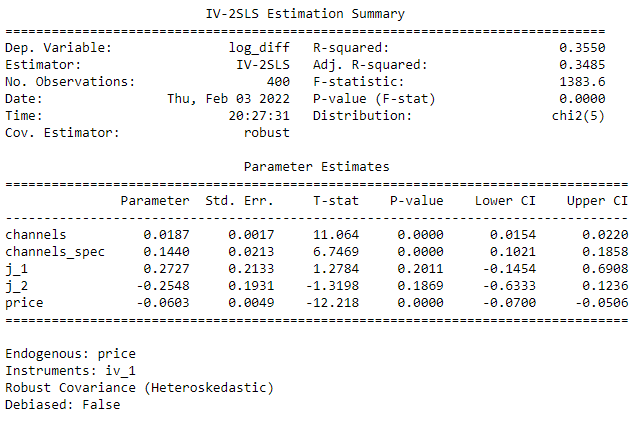 IV-2SLS Estimation Summary
==============================================================================
Dep. Variable: log_diff R-squared: 0.3550
Estimator: IV-2SLS Adj. R-squared: 0.3485
No. Observations: 400 F-statistic: 1383.6
Date: Thu, Feb 03 2022 P-value (F-stat) 0.0000
Time: 20:27:31 Distribution: chi2(5)
Cov. Estimator: robust
Parameter Estimates
=================================================================================
Parameter Std. Err. T-stat P-value Lower CI Upper CI
---------------------------------------------------------------------------------
channels 0.0187 0.0017 11.064 0.0000 0.0154 0.0220
channels_spec 0.1440 0.0213 6.7469 0.0000 0.1021 0.1858
j_1 0.2727 0.2133 1.2784 0.2011 -0.1454 0.6908
j_2 -0.2548 0.1931 -1.3198 0.1869 -0.6333 0.1236
price -0.0603 0.0049 -12.218 0.0000 -0.0700 -0.0506
=================================================================================
Endogenous: price
Instruments: iv_1
Robust Covariance (Heteroskedastic)
Debiased: False